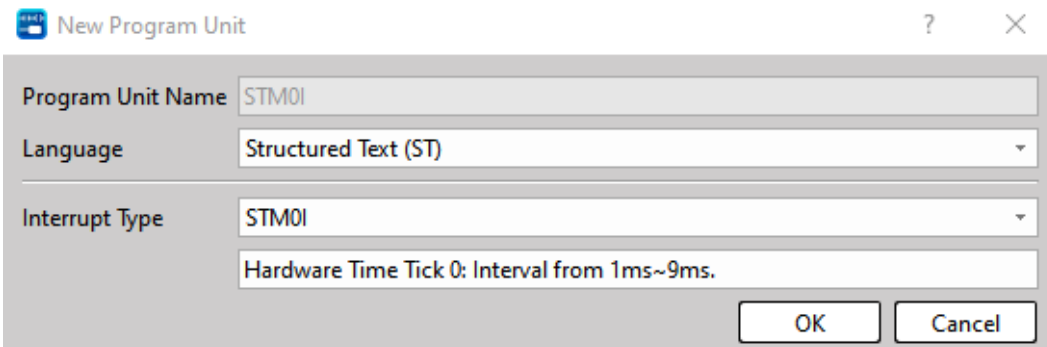 New Program Unit
Program Unit Name STM0I
Language Structured Text (ST)
Interrupt Type STM0I
Hardware Time Tick 0: Interval from 1ms~9ms.
OK Cancel